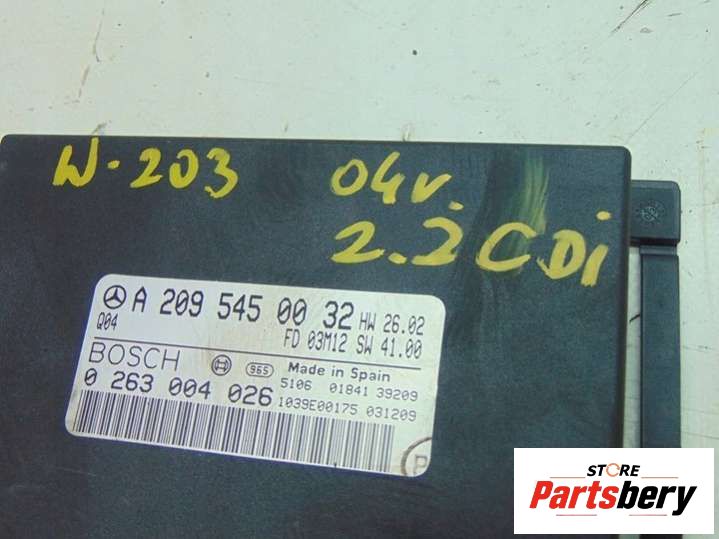 W-203 04v.
2.2 CDi
A 209 545 00 32 HW 26.02
Q04 FD 03M12 SW 41.00
BOSCH 965 Made in Spain
5106 01841 39209
0 263 004 026
1039E00175 031209
P
STORE
Partsbery